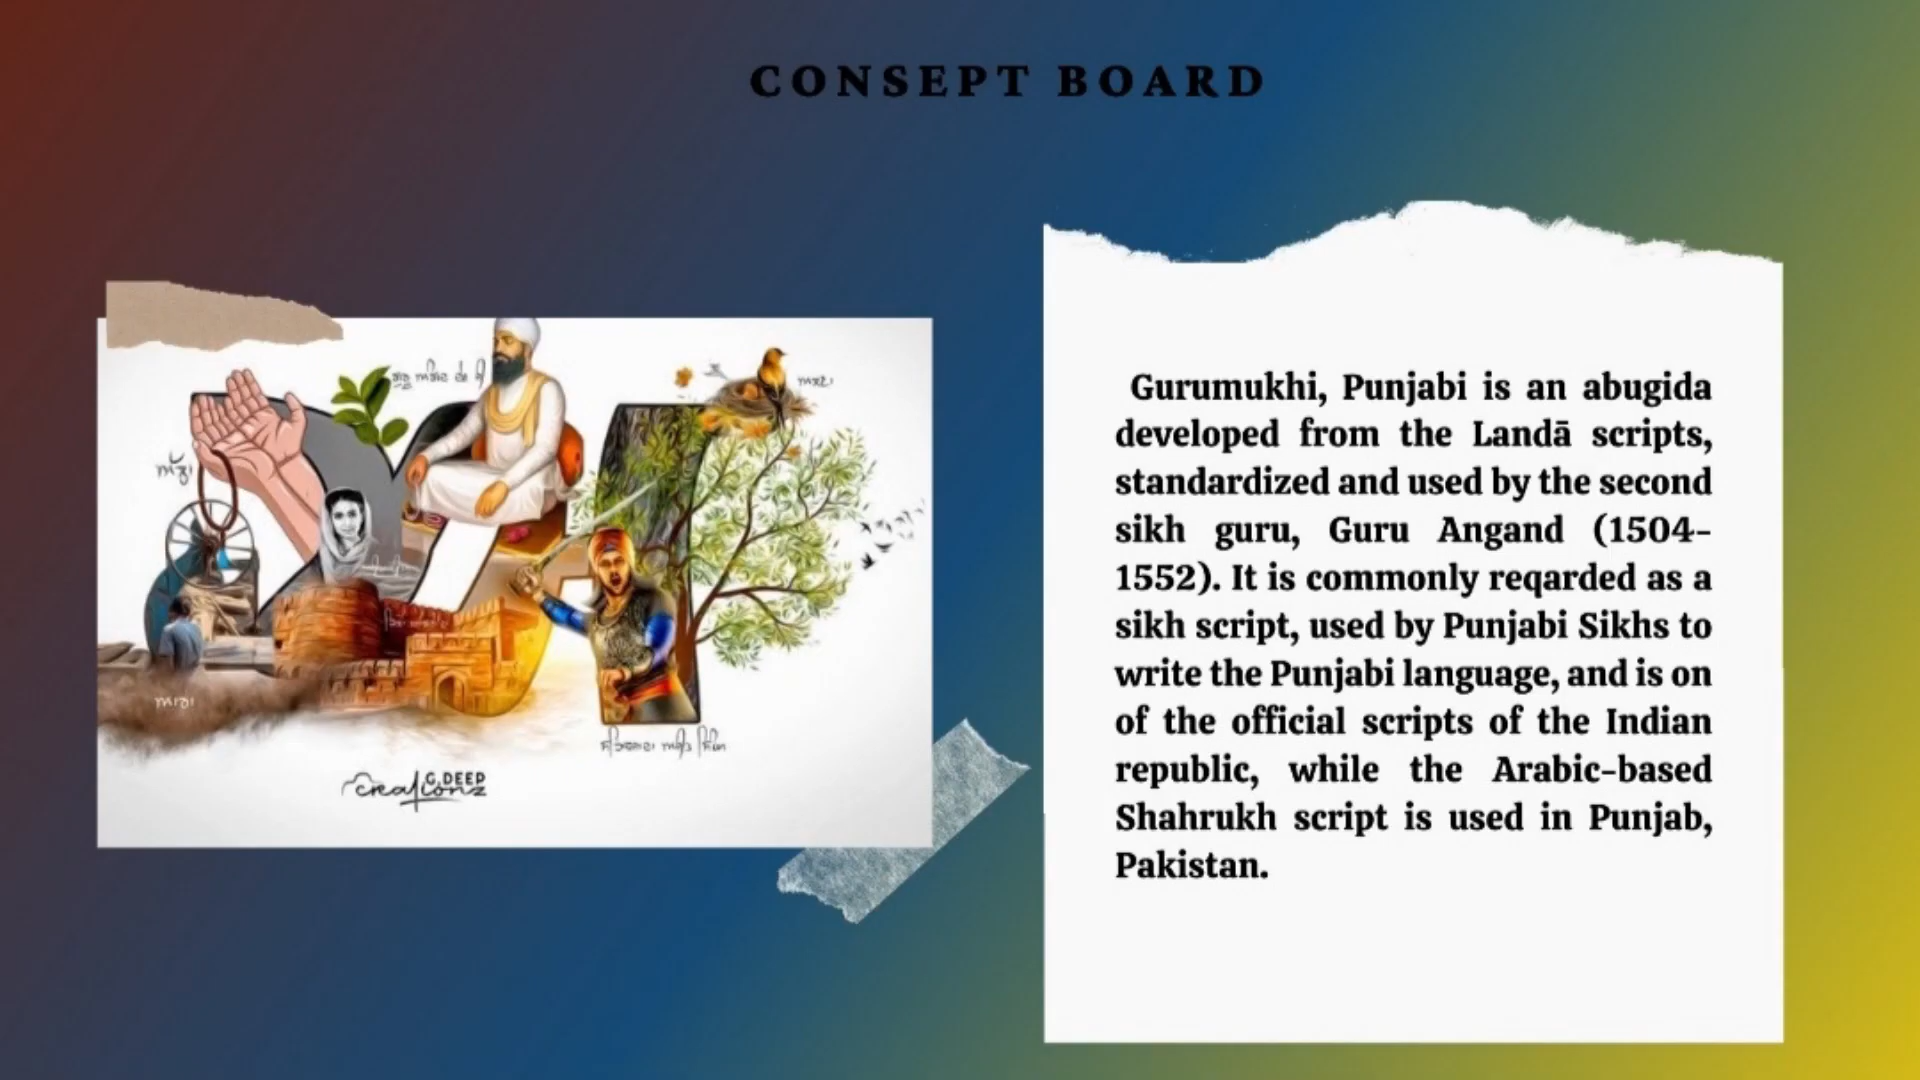 CONSEPT BOARD
Gurumukhi, Punjabi is an abugida
developed from the Landā scripts,
standardized and used by the second
sikh guru, Guru Angand (1504-
1552). It is commonly reqarded as a
sikh script, used by Punjabi Sikhs to
write the Punjabi language, and is on
of the official scripts of the Indian
republic, while the Arabic-based
Shahrukh script is used in Punjab,
Pakistan.
G.DEEP
creationz